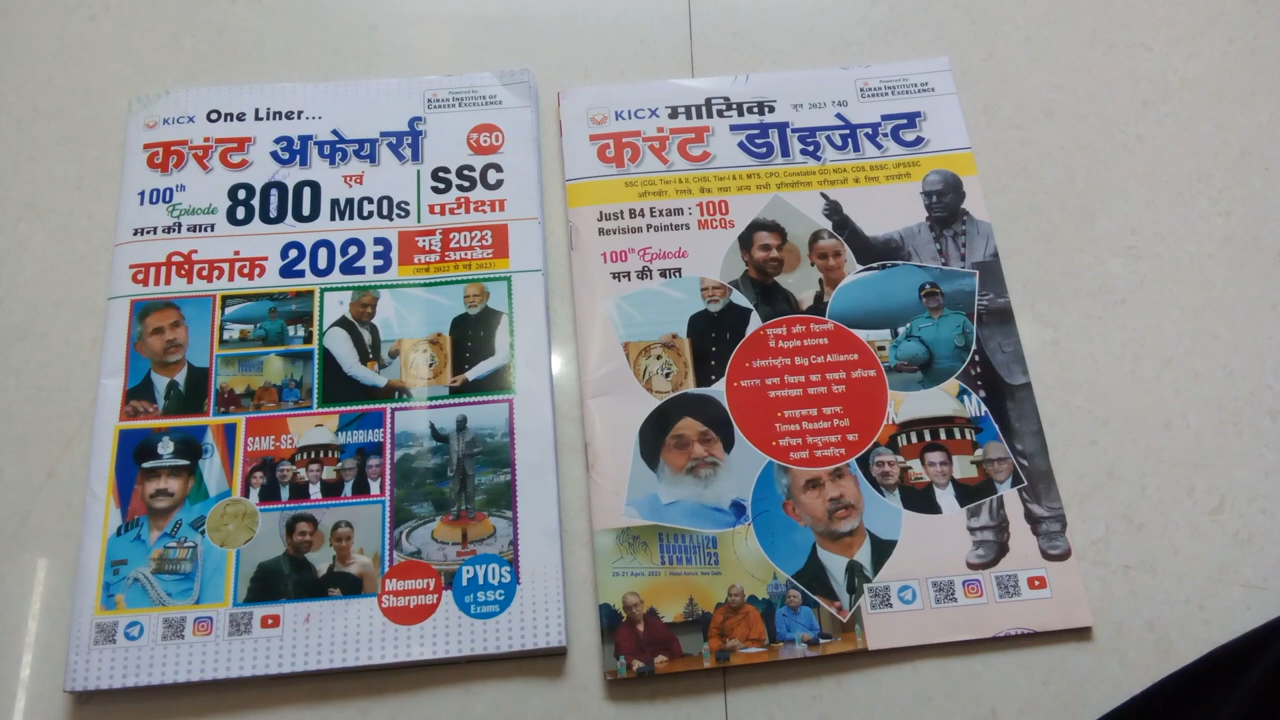 KICX One Liner...
Powered by:
KIRAN INSTITUTE OF
CAREER EXCELLENCE
करंट अफेयर्स
₹60
100th
Episode
मन की बात
800 MCQs
एवं
SSC
परीक्षा
वार्षिकांक 2023
मई 2023
तक अपडेट
(मार्च 2022 से मई 2023)
SAME-SEX MARRIAGE
Memory
Sharpner
PYQs
of SSC
Exams
KICX मासिक
जून 2023 ₹40
Powered by:
KIRAN INSTITUTE OF
CAREER EXCELLENCE
करंट डाइजेस्ट
SSC (CGL Tier-I & II, CHSL Tier-I & II, MTS, CPO, Constable GD) NDA, CDS, BSSC, UPSSSC
अग्निवीर, रेलवे, बैंक तथा अन्य सभी प्रतियोगिता परीक्षाओं के लिए उपयोगी
Just B4 Exam : 100
Revision Pointers MCQs
100th Episode
मन की बात
• मुम्बई और दिल्ली
में Apple stores
• अंतर्राष्ट्रीय Big Cat Alliance
• भारत बना विश्व का सबसे अधिक
जनसंख्या वाला देश
• शाहरुख खान:
Times Reader Poll
• सचिन तेन्दुलकर का
50वां जन्मदिन
MA
GLOBAL
BUDDHIST
SUMMIT
2023
20-21 April, 2023 | Hotel Ashok, New Delhi